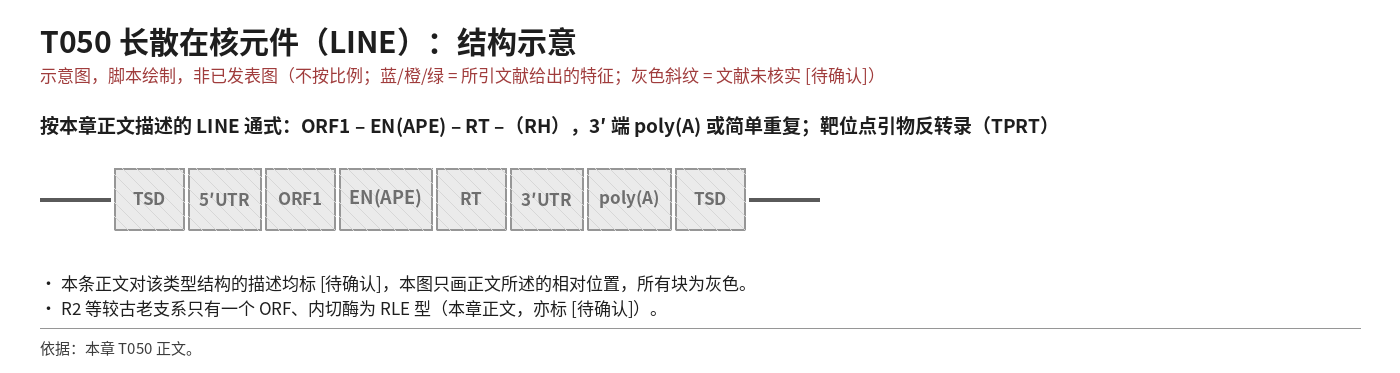 T050 长散在核元件（LINE）：结构示意
示意图，脚本绘制，非已发表图（不按比例；蓝/橙/绿 = 所引文献给出的特征；灰色斜纹 = 文献未核实 [待确认]）
按本章正文描述的 LINE 通式：ORF1 – EN(APE) – RT –（RH），3′ 端 poly(A) 或简单重复；靶位点引物反转录（TPRT）
TSD 5′UTR ORF1 EN(APE) RT 3′UTR poly(A) TSD
· 本条正文对该类型结构的描述均标 [待确认]，本图只画正文所述的相对位置，所有块为灰色。
· R2 等较古老支系只有一个 ORF、内切酶为 RLE 型（本章正文，亦标 [待确认]）。
依据：本章 T050 正文。